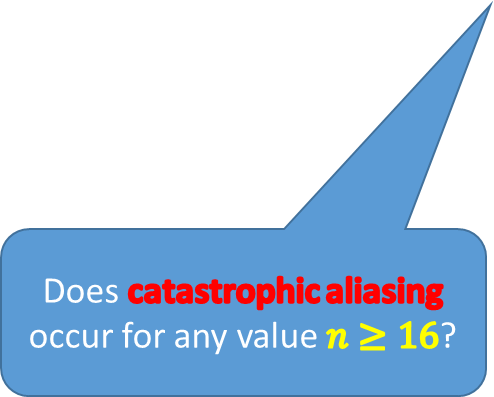 Does catastrophic aliasing
occur for any value n ≥ 16?